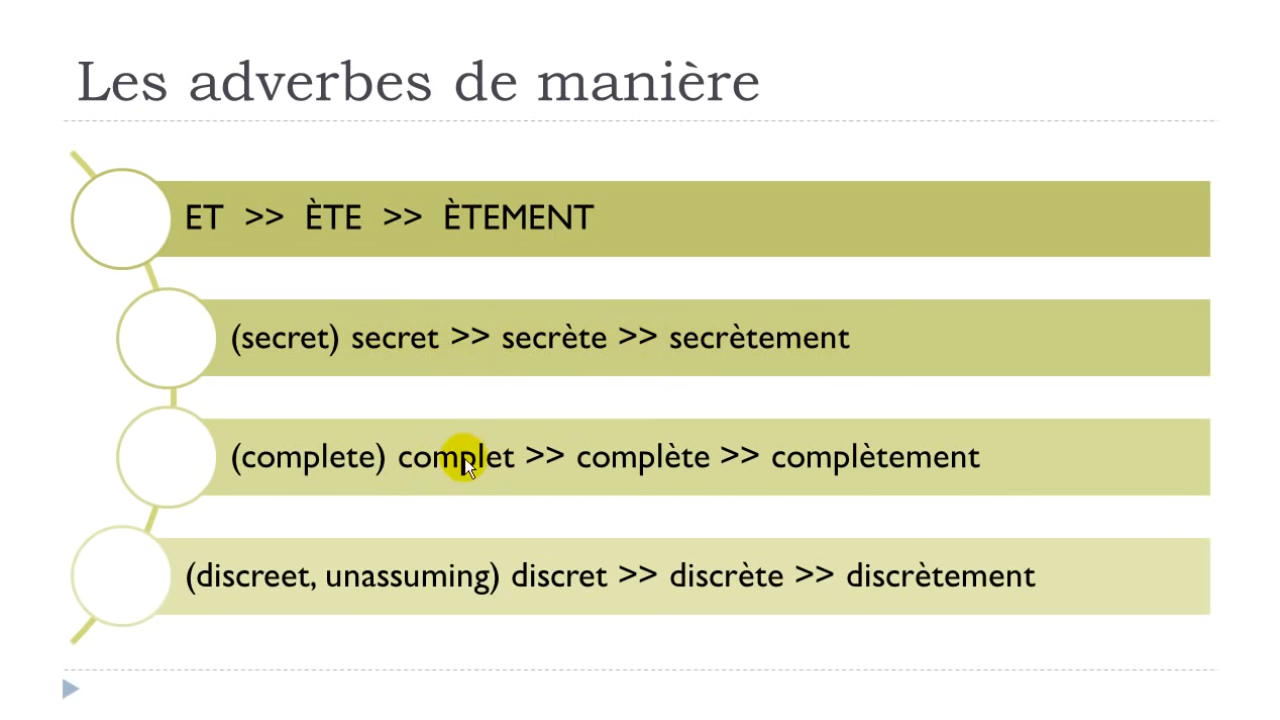 Les adverbes de manière
ET >> ÈTE >> ÈTEMENT
(secret) secret >> secrète >> secrètement
(complete) complet >> complète >> complètement
(discreet, unassuming) discret >> discrète >> discrètement